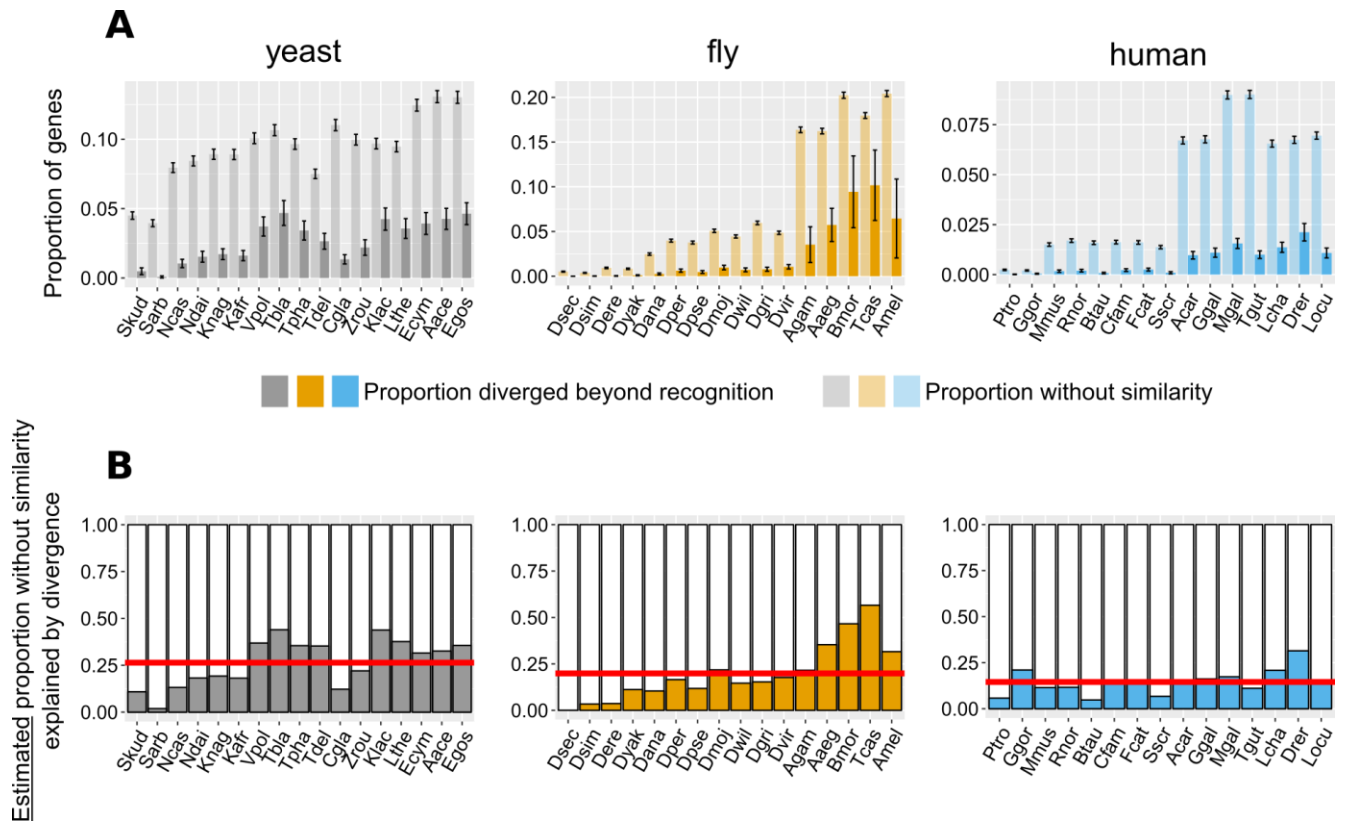 A
yeast
fly
human
Proportion of genes
0.10
0.05
0.00
Skud Sarb Ncas Ndai Knag Kafr Vpol Tbla Tpha Tdel Cgla Zrou Klac Lthe Ecym Aace Egos
0.20
0.15
0.10
0.05
0.00
Dsec Dsim Dere Dyak Dana Dper Dpse Dmoj Dwil Dgri Dvir Agam Aaeg Bmor Tcas Amel
0.075
0.050
0.025
0.000
Ptro Ggor Mmus Rnor Btau Cfam Fcat Sscr Acar Ggal Mgal Tgut Lcha Drer Locu
Proportion diverged beyond recognition
Proportion without similarity
B
Estimated proportion without similarity
explained by divergence
1.00
0.75
0.50
0.25
0.00
Skud Sarb Ncas Ndai Knag Kafr Vpol Tbla Tpha Tdel Cgla Zrou Klac Lthe Ecym Aace Egos
1.00
0.75
0.50
0.25
0.00
Dsec Dsim Dere Dyak Dana Dper Dpse Dmoj Dwil Dgri Dvir Agam Aaeg Bmor Tcas Amel
1.00
0.75
0.50
0.25
0.00
Ptro Ggor Mmus Rnor Btau Cfam Fcat Sscr Acar Ggal Mgal Tgut Lcha Drer Locu